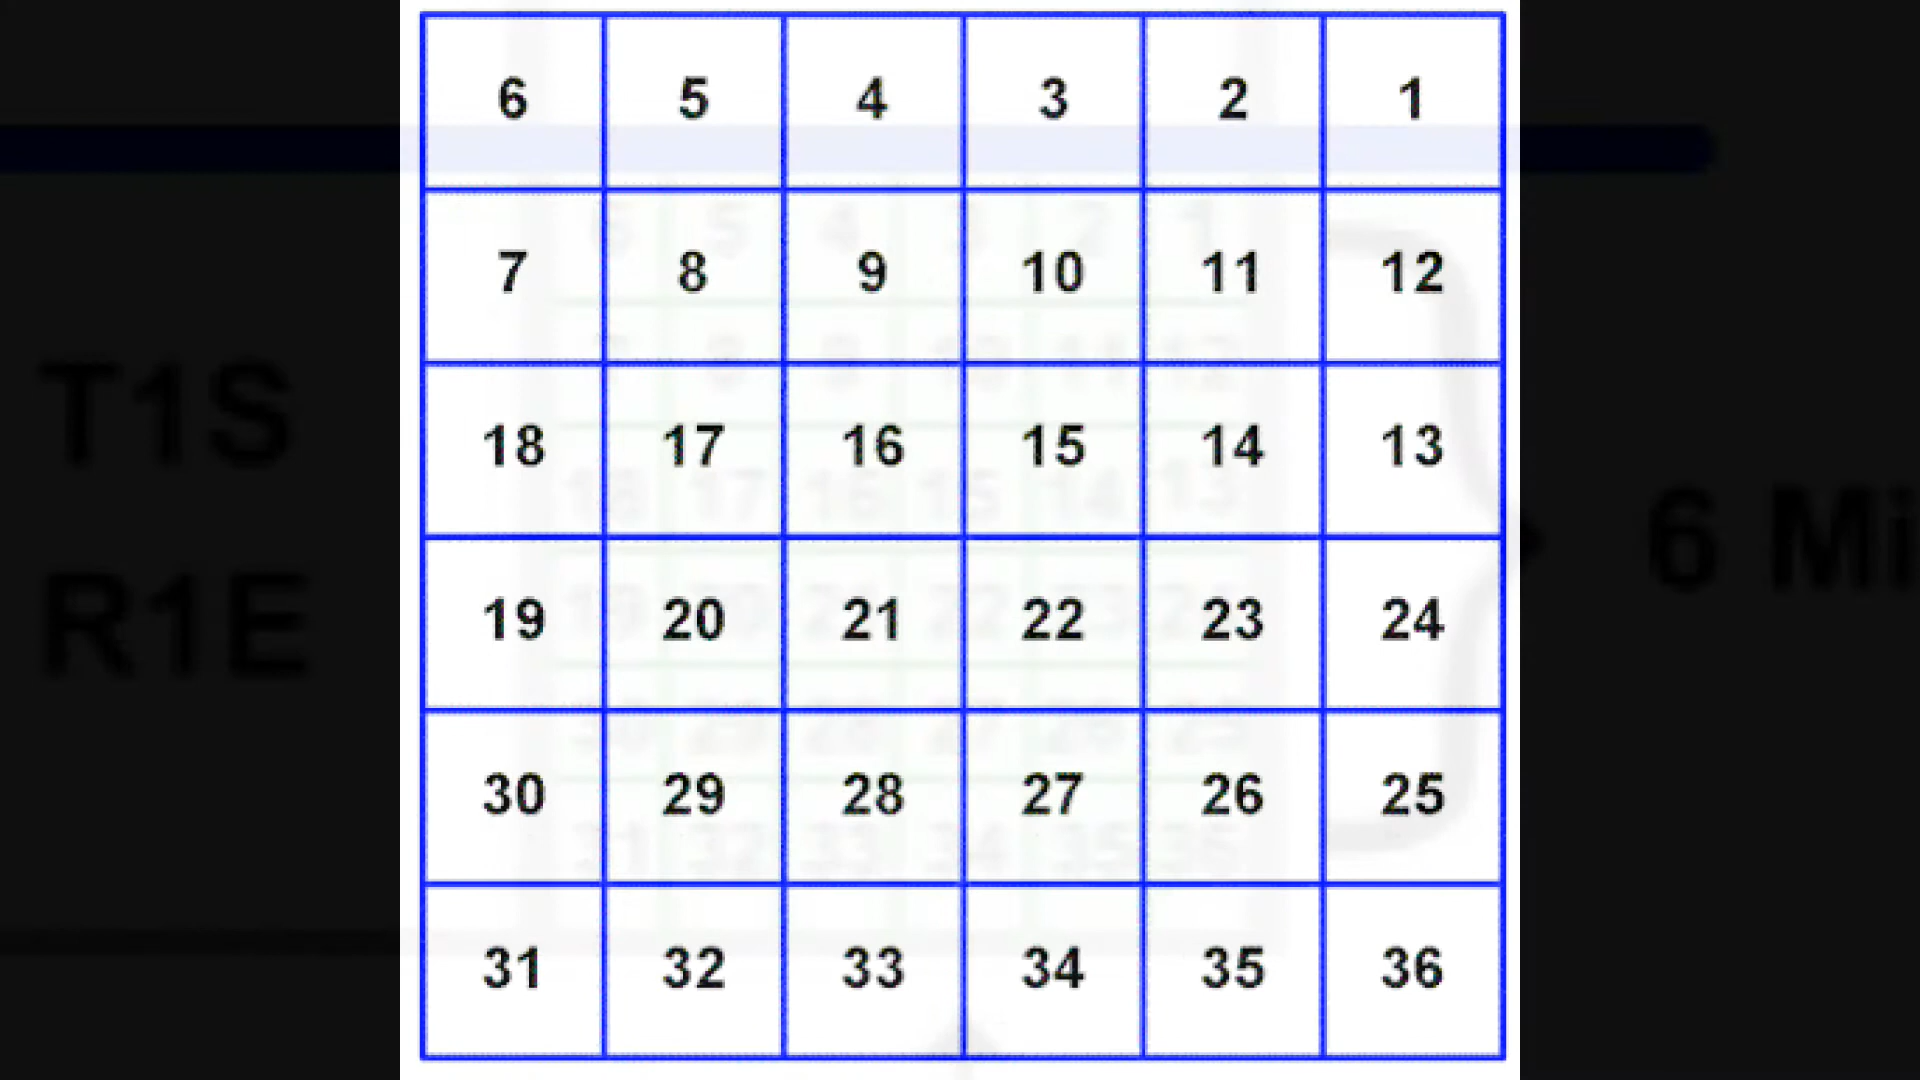 6 5 4 3 2 1
7 8 9 10 11 12
18 17 16 15 14 13
T1S
19 20 21 22 23 24
R1E
6 Mi
30 29 28 27 26 25
31 32 33 34 35 36